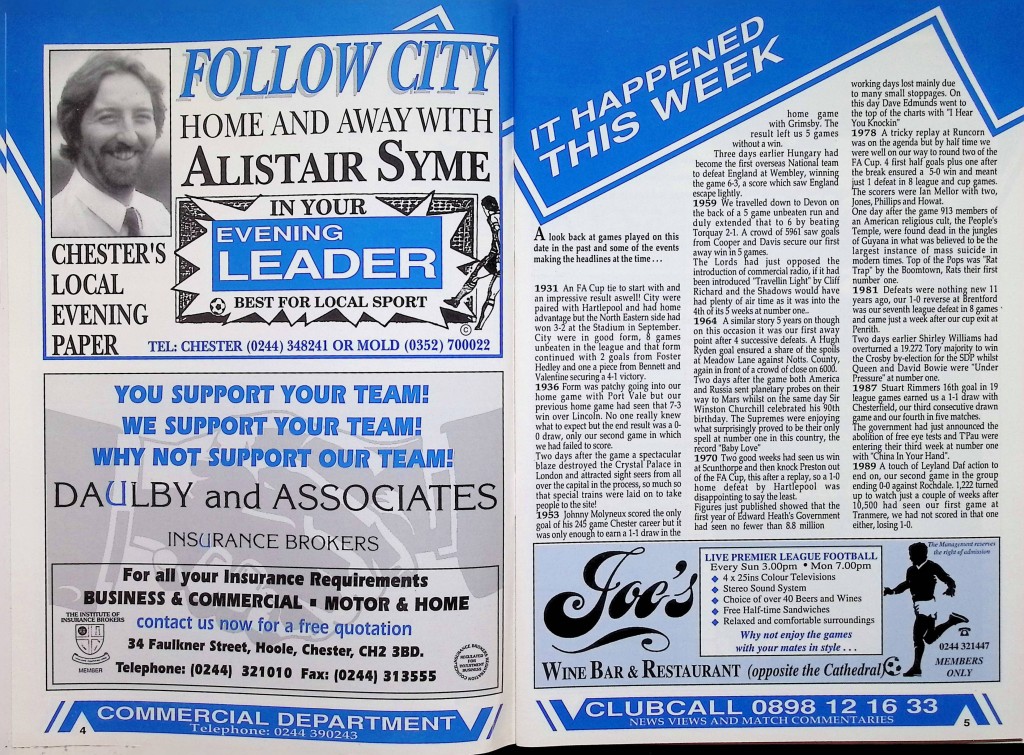 FOLLOW CITY
HOME AND AWAY WITH
ALISTAIR SYME
IN YOUR
EVENING
LEADER
BEST FOR LOCAL SPORT
©
CHESTER'S
LOCAL
EVENING
PAPER
TEL: CHESTER (0244) 348241 OR MOLD (0352) 700022
YOU SUPPORT YOUR TEAM!
WE SUPPORT YOUR TEAM!
WHY NOT SUPPORT OUR TEAM!
DAULBY and ASSOCIATES
INSURANCE BROKERS
For all your Insurance Requirements
BUSINESS & COMMERCIAL ▪ MOTOR & HOME
contact us now for a free quotation
34 Faulkner Street, Hoole, Chester, CH2 3BD.
Telephone: (0244) 321010 Fax: (0244) 313555
THE INSTITUTE OF
INSURANCE BROKERS
MEMBER
INSURANCE BROKERS REGISTRATION COUNCIL
REGULATED
FOR
INVESTMENT
BUSINESS
COMMERCIAL DEPARTMENT
Telephone: 0244 390243
4
IT HAPPENED
THIS WEEK
A look back at games played on this
date in the past and some of the events
making the headlines at the time . . .
1931 An FA Cup tie to start with and
an impressive result aswell! City were
paired with Hartlepool and had home
advantage but the North Eastern side had
won 3-2 at the Stadium in September.
City were in good form, 8 games
unbeaten in the league and that form
continued with 2 goals from Foster
Hedley and one a piece from Bennett and
Valentine securing a 4-1 victory.
1936 Form was patchy going into our
home game with Port Vale but our
previous home game had seen that 7-3
win over Lincoln. No one really knew
what to expect but the end result was a 0-
0 draw, only our second game in which
we had failed to score.
Two days after the game a spectacular
blaze destroyed the Crystal Palace in
London and attracted sight seers from all
over the capital in the process, so much so
that special trains were laid on to take
people to the site!
1953 Johnny Molyneux scored the only
goal of his 245 game Chester career but it
was only enough to earn a 1-1 draw in the
home game
with Grimsby. The
result left us 5 games
without a win.
Three days earlier Hungary had
become the first overseas National team
to defeat England at Wembley, winning
the game 6-3, a score which saw England
escape lightly.
1959 We travelled down to Devon on
the back of a 5 game unbeaten run and
duly extended that to 6 by beating
Torquay 2-1. A crowd of 5961 saw goals
from Cooper and Davis secure our first
away win in 5 games.
The Lords had just opposed the
introduction of commercial radio, if it had
been introduced "Travellin Light" by Cliff
Richard and the Shadows would have
had plenty of air time as it was into the
4th of its 5 weeks at number one..
1964 A similar story 5 years on though
on this occasion it was our first away
point after 4 successive defeats. A Hugh
Ryden goal ensured a share of the spoils
at Meadow Lane against Notts. County,
again in front of a crowd of close on 6000.
Two days after the game both America
and Russia sent planetary probes on their
way to Mars whilst on the same day Sir
Winston Churchill celebrated his 90th
birthday. The Supremes were enjoying
what surprisingly proved to be their only
spell at number one in this country, the
record "Baby Love"
1970 Two good weeks had seen us win
at Scunthorpe and then knock Preston out
of the FA Cup, this after a replay, so a 1-0
home defeat by Hartlepool was
disappointing to say the least.
Figures just published showed that the
first year of Edward Heath's Government
had seen no fewer than 8.8 million
working days lost mainly due
to many small stoppages. On
this day Dave Edmunds went to
the top of the charts with "I Hear
You Knockin"
1978 A tricky replay at Runcorn
was on the agenda but by half time we
were well on our way to round two of the
FA Cup. 4 first half goals plus one after
the break ensured a 5-0 win and meant
just 1 defeat in 8 league and cup games.
The scorers were Ian Mellor with two,
Jones, Phillips and Howat.
One day after the game 913 members of
an American religious cult, the People's
Temple, were found dead in the jungles
of Guyana in what was believed to be the
largest instance of mass suicide in
modern times. Top of the Pops was "Rat
Trap" by the Boomtown, Rats their first
number one.
1981 Defeats were nothing new 11
years ago, our 1-0 reverse at Brentford
was our seventh league defeat in 8 games
and came just a week after our cup exit at
Penrith.
Two days earlier Shirley Williams had
overturned a 19.272 Tory majority to win
the Crosby by-election for the SDP whilst
Queen and David Bowie were "Under
Pressure" at number one.
1987 Stuart Rimmers 16th goal in 19
league games earned us a 1-1 draw with
Chesterfield, our third consecutive drawn
game and our fourth in five matches.
The government had just announced the
abolition of free eye tests and T'Pau were
entering their third week at number one
with "China In Your Hand".
1989 A touch of Leyland Daf action to
end on, our second game in the group
ending 0-0 against Rochdale. 1,222 turned
up to watch just a couple of weeks after
10,500 had seen our first game at
Tranmere, we had not scored in that one
either, losing 1-0.
Joe's
LIVE PREMIER LEAGUE FOOTBALL
Every Sun 3.00pm • Mon 7.00pm
◆ 4 x 25ins Colour Televisions
◆ Stereo Sound System
◆ Choice of over 40 Beers and Wines
◆ Free Half-time Sandwiches
◆ Relaxed and comfortable surroundings
Why not enjoy the games
with your mates in style . . .
WINE BAR & RESTAURANT (opposite the Cathedral)
The Management reserves
the right of admission
☎
0244 321447
MEMBERS
ONLY
CLUBCALL 0898 12 16 33
NEWS VIEWS AND MATCH COMMENTARIES
5